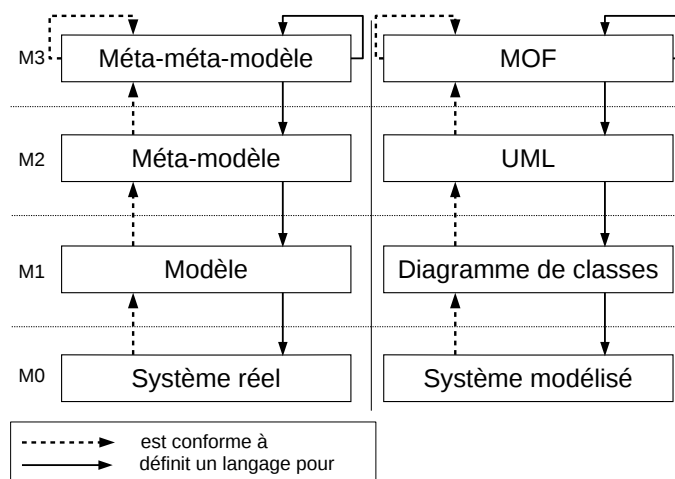 M3
Méta-méta-modèle
MOF
M2
Méta-modèle
UML
M1
Modèle
Diagramme de classes
M0
Système réel
Système modélisé
est conforme à
définit un langage pour